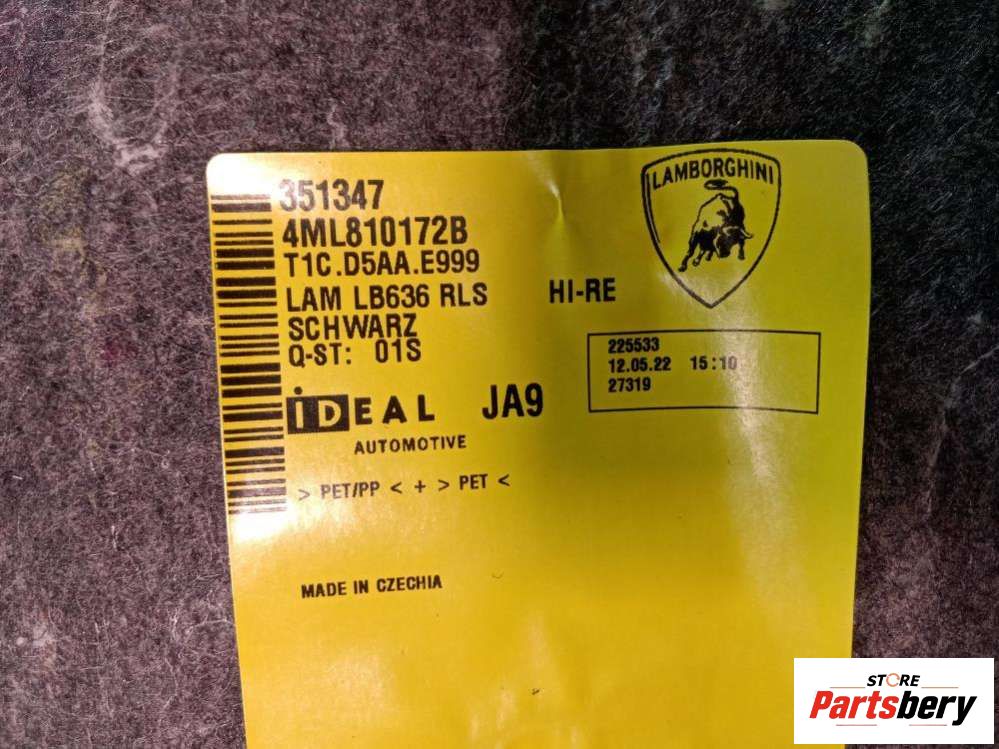 351347
4ML810172B
T1C.D5AA.E999
LAM LB636 RLS HI-RE
SCHWARZ
Q-ST: 01S
LAMBORGHINI
225533
12.05.22 15:10
27319
iDEAL JA9
AUTOMOTIVE
> PET/PP < + > PET <
MADE IN CZECHIA
STORE
Partsbery